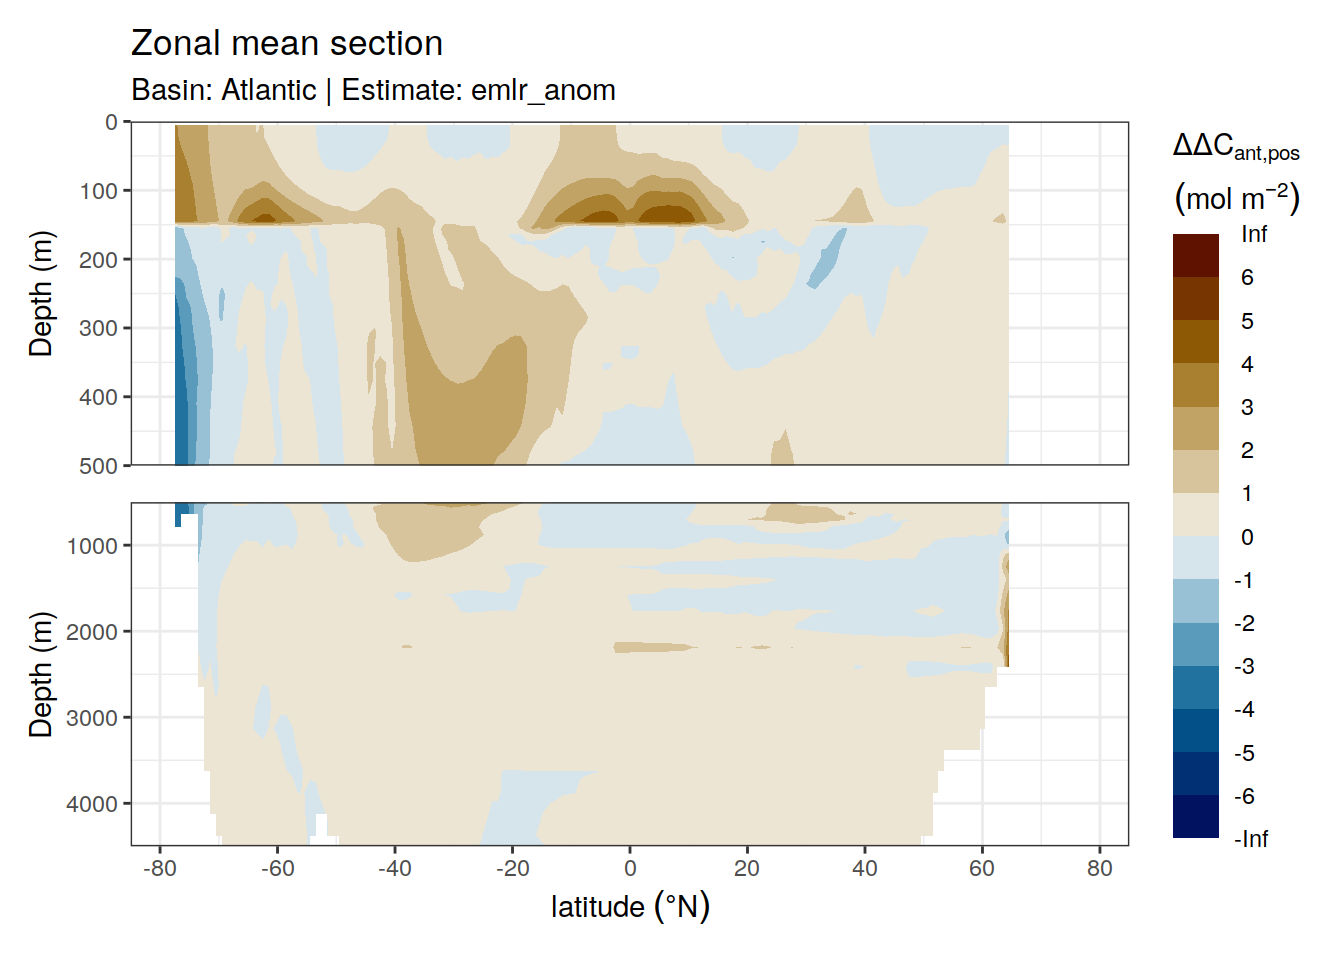 Zonal mean section
Basin: Atlantic | Estimate: emlr_anom
0
100
200
300
400
500
Depth (m)
1000
2000
3000
4000
Depth (m)
-80 -60 -40 -20 0 20 40 60 80
latitude (°N)
ΔΔC_ant,pos
(mol m⁻²)
Inf
6
5
4
3
2
1
0
-1
-2
-3
-4
-5
-6
-Inf